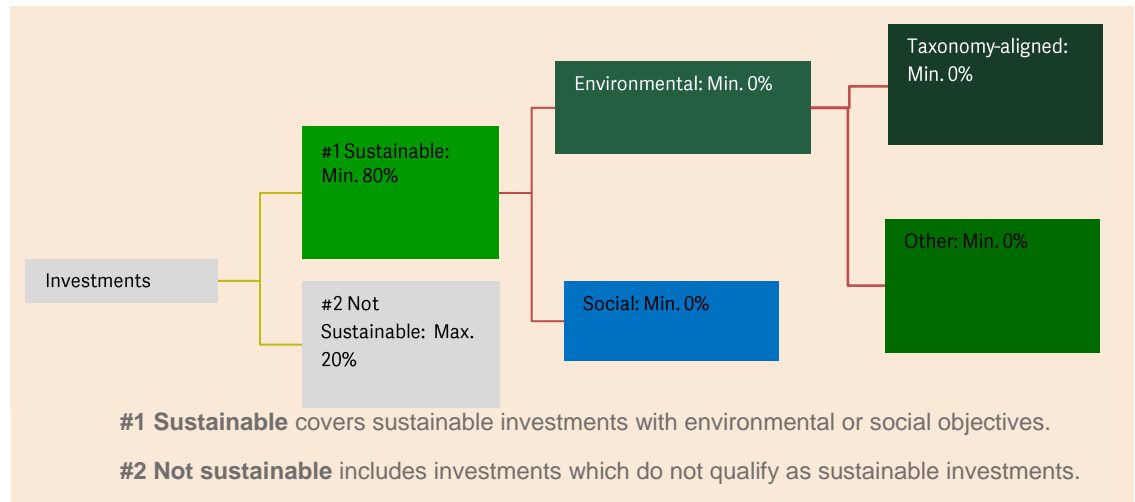 Taxonomy-aligned:
Min. 0%
Environmental: Min. 0%
#1 Sustainable:
Min. 80%
Other: Min. 0%
Investments
#2 Not
Sustainable:  Max.
20%
Social: Min. 0%
#1 Sustainable covers sustainable investments with environmental or social objectives.
#2 Not sustainable includes investments which do not qualify as sustainable investments.